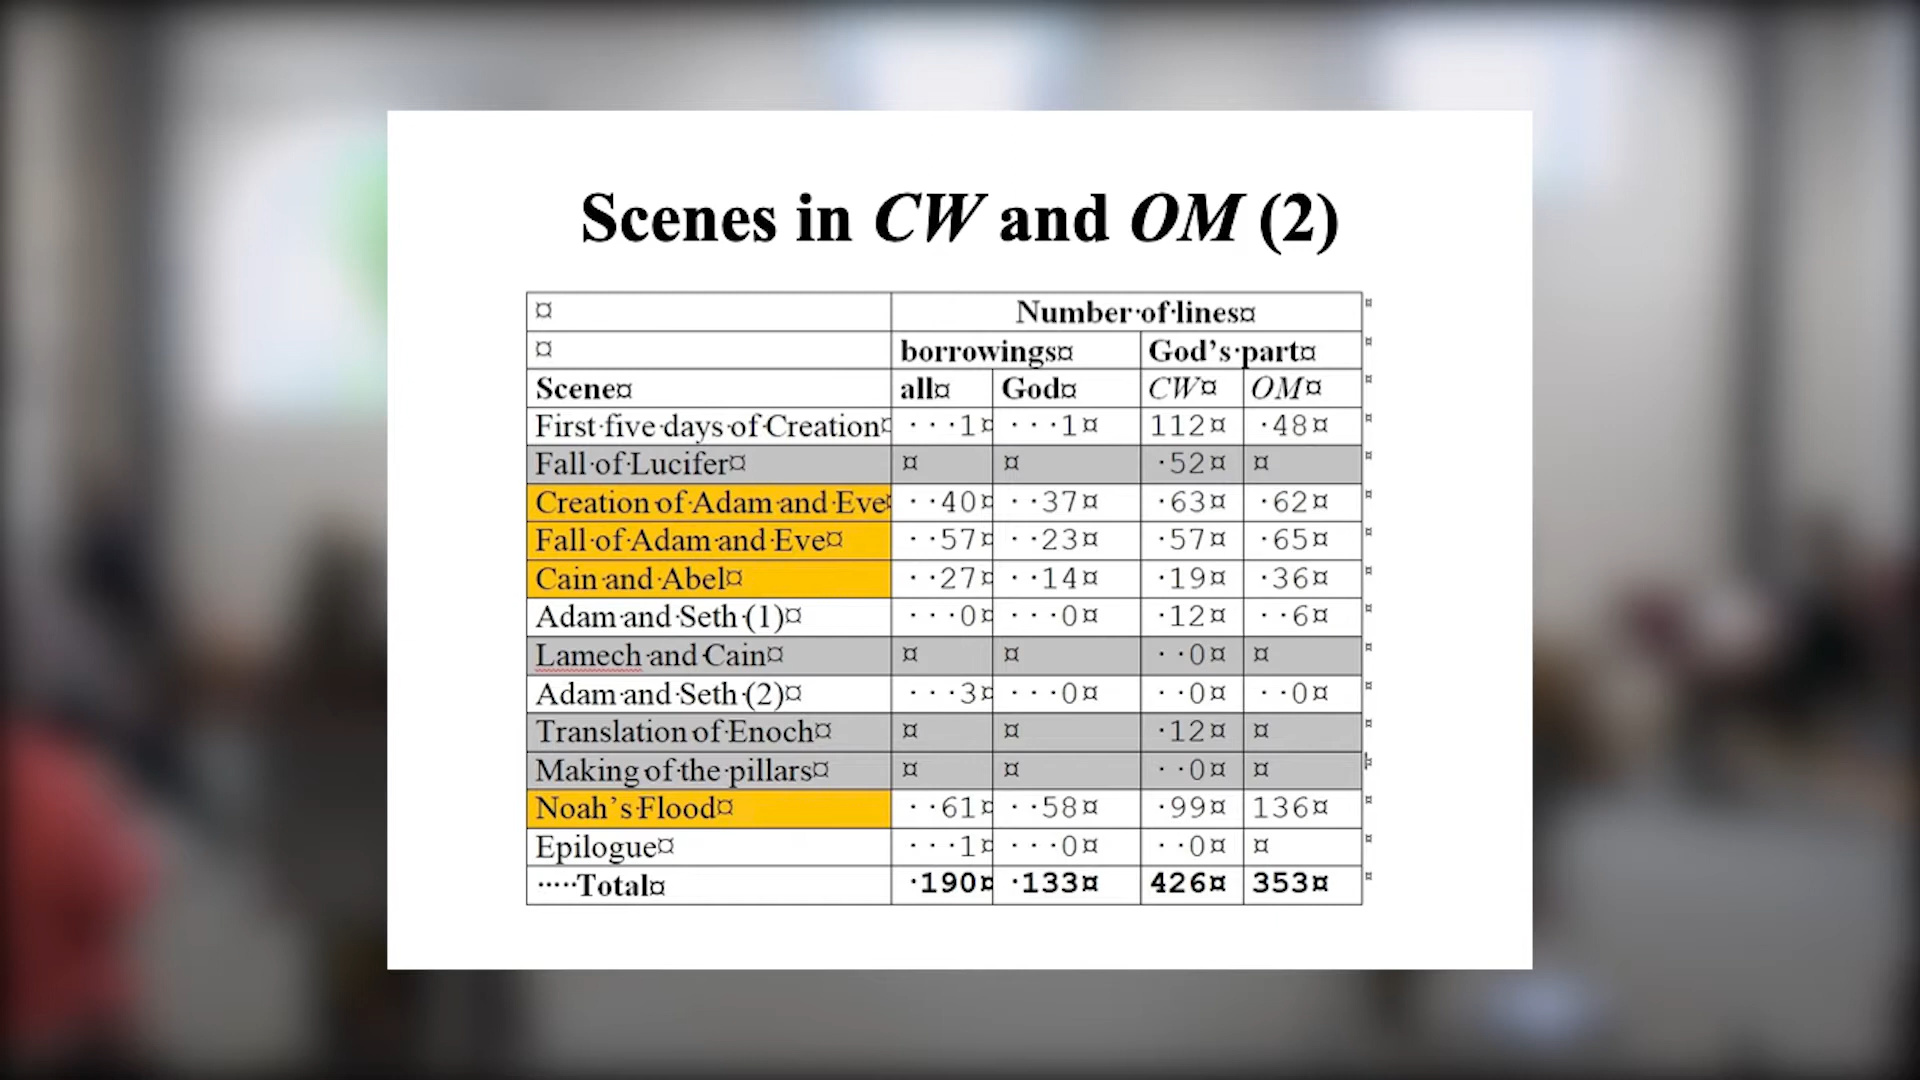 Scenes in CW and OM (2)
¤ Number·of·lines¤
¤ borrowings¤ God’s·part¤
Scene¤ all¤ God¤ CW¤ OM¤
First·five·days·of·Creation¤ ···1¤ ···1¤ 112¤ ·48¤
Fall·of·Lucifer¤ ¤ ¤ ·52¤ ¤
Creation·of·Adam·and·Eve¤ ··40¤ ··37¤ ·63¤ ·62¤
Fall·of·Adam·and·Eve¤ ··57¤ ··23¤ ·57¤ ·65¤
Cain·and·Abel¤ ··27¤ ··14¤ ·19¤ ·36¤
Adam·and·Seth·(1)¤ ···0¤ ···0¤ ·12¤ ··6¤
Lamech·and·Cain¤ ¤ ¤ ··0¤ ¤
Adam·and·Seth·(2)¤ ···3¤ ···0¤ ··0¤ ··0¤
Translation·of·Enoch¤ ¤ ¤ ·12¤ ¤
Making·of·the·pillars¤ ¤ ¤ ··0¤ ¤
Noah’s·Flood¤ ··61¤ ··58¤ ·99¤ 136¤
Epilogue¤ ···1¤ ···0¤ ··0¤ ¤
·····Total¤ ·190¤ ·133¤ 426¤ 353¤